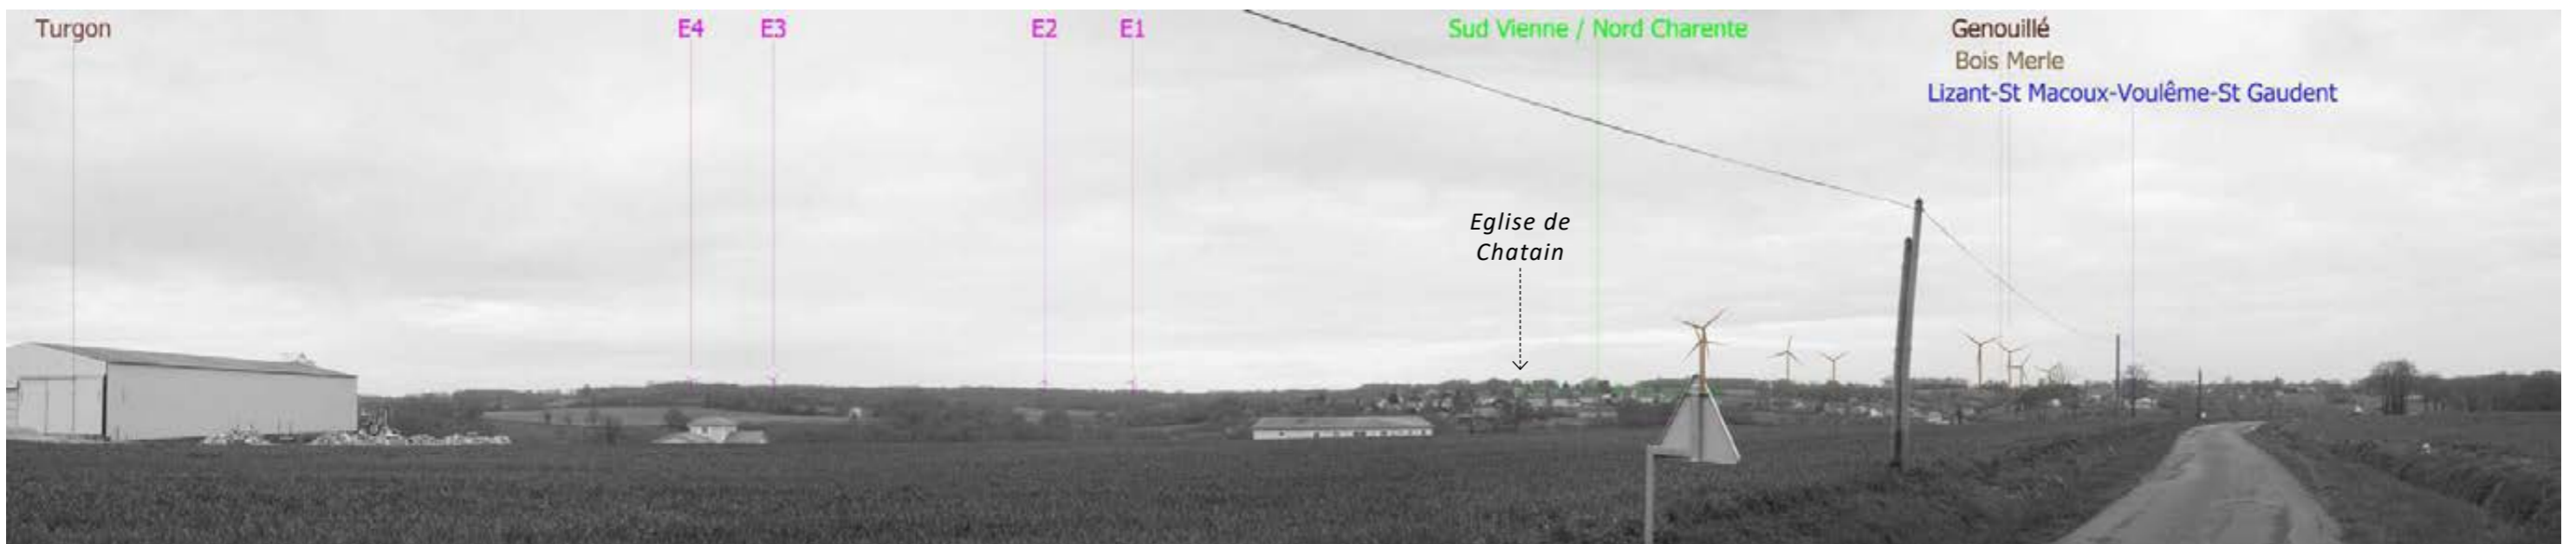 Turgon
E4
E3
E2
E1
Sud Vienne / Nord Charente
Genouillé
Bois Merle
Lizant-St Macoux-Voulême-St Gaudent
Eglise de
Chatain